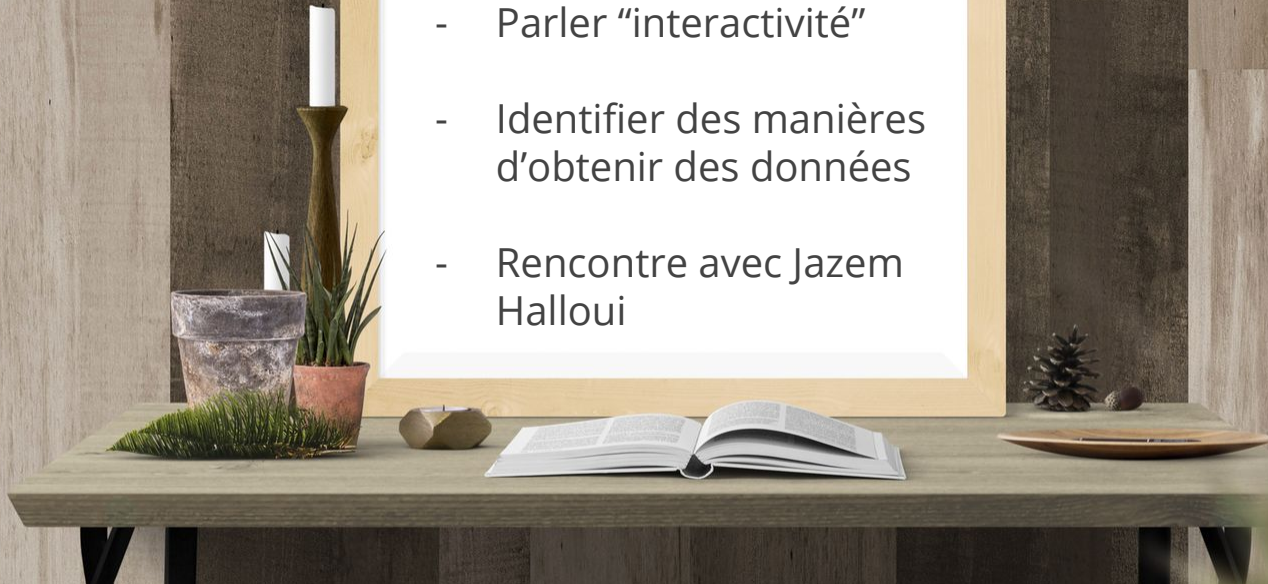 - Parler “interactivité”
- Identifier des manières
d’obtenir des données
- Rencontre avec Jazem
Halloui